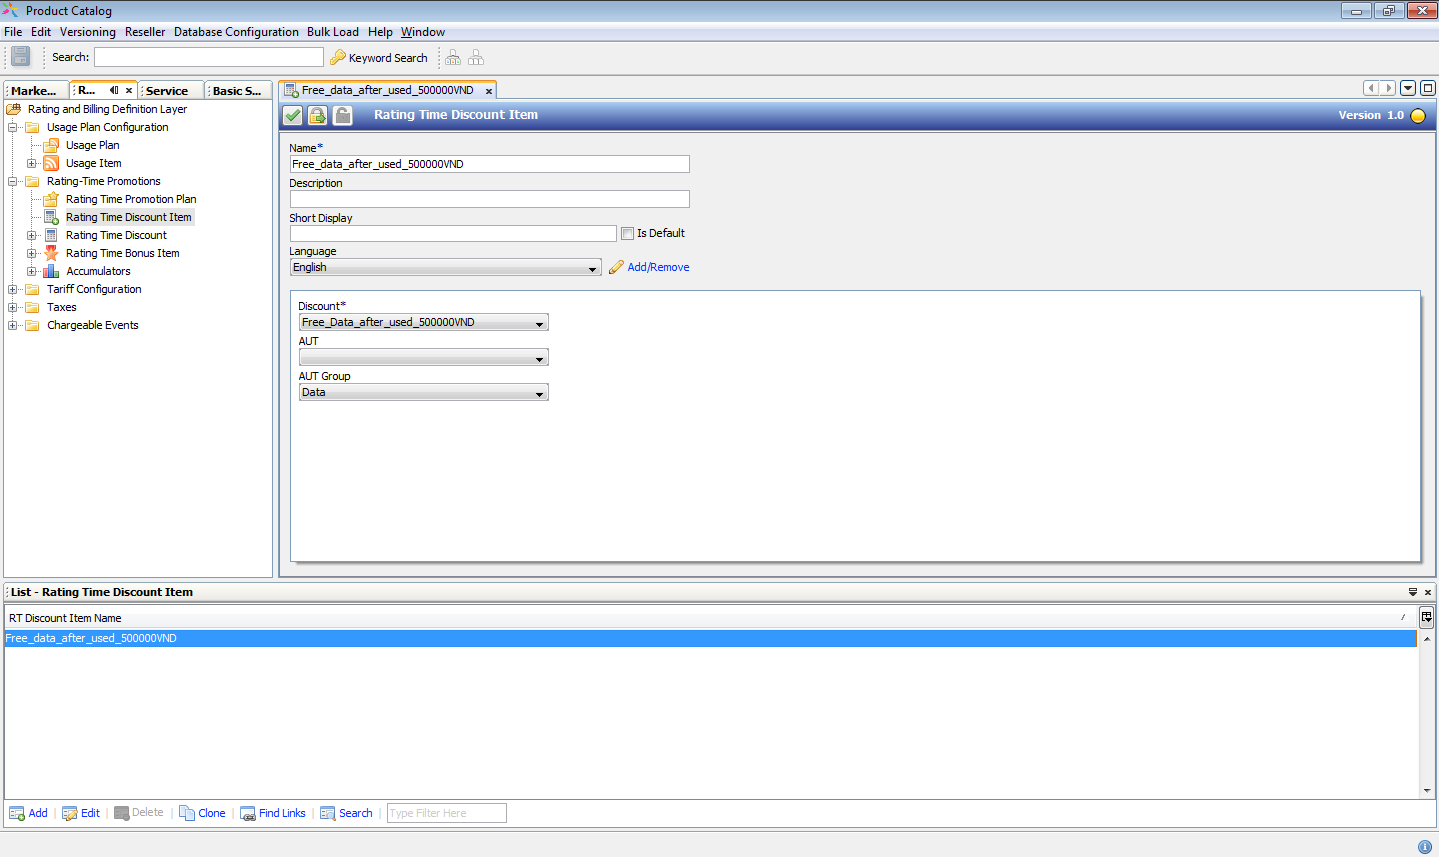 Product Catalog
File Edit Versioning Reseller Database Configuration Bulk Load Help Window
Search: Keyword Search
Marke... R... Service Basic S...
Rating and Billing Definition Layer
Usage Plan Configuration
Usage Plan
Usage Item
Rating-Time Promotions
Rating Time Promotion Plan
Rating Time Discount Item
Rating Time Discount
Rating Time Bonus Item
Accumulators
Tariff Configuration
Taxes
Chargeable Events
Free_data_after_used_500000VND
Rating Time Discount Item Version 1.0
Name*
Free_data_after_used_500000VND
Description
Short Display
Is Default
Language
English Add/Remove
Discount*
Free_Data_after_used_500000VND
AUT
AUT Group
Data
List - Rating Time Discount Item
RT Discount Item Name
Free_data_after_used_500000VND
Add Edit Delete Clone Find Links Search Type Filter Here